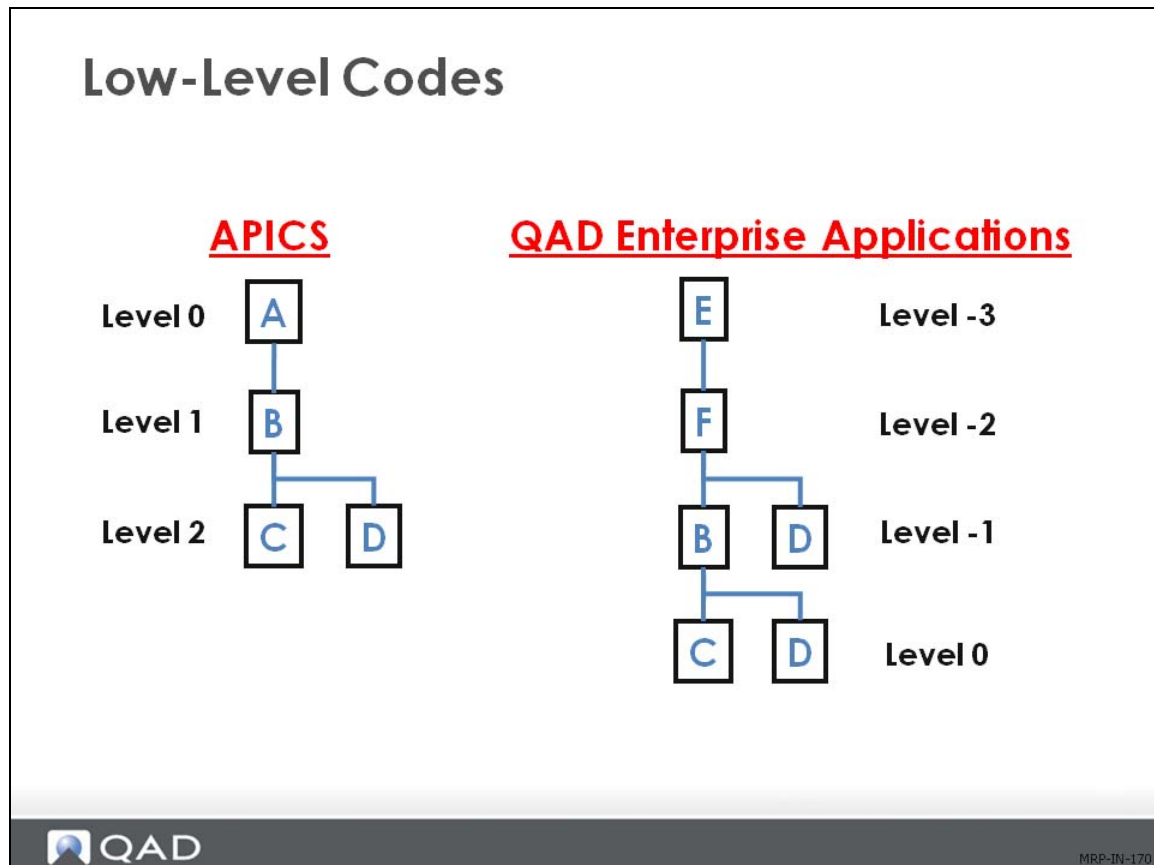 Low-Level Codes
APICS
QAD Enterprise Applications
Level 0
A
E
Level -3
Level 1
B
F
Level -2
Level 2
C
D
B
D
Level -1
C
D
Level 0
QAD
MRP-IN-170